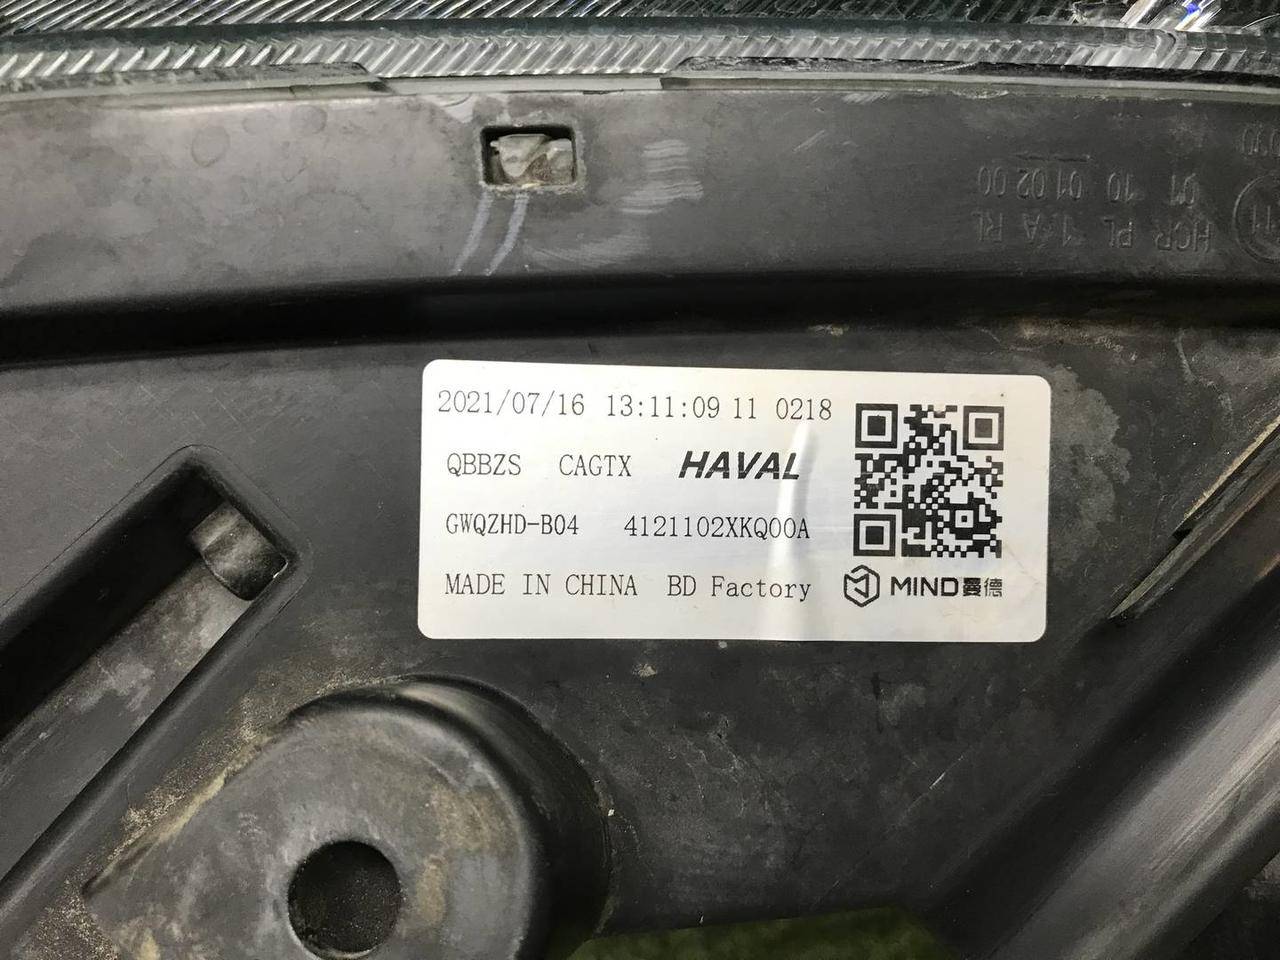 HCR PL 1 A RL
01 10 01 02 00
2021/07/16 13:11:09 11 0218
QBBZS CAGTX HAVAL
GWQZHD-B04 4121102XKQ00A
MADE IN CHINA BD Factory MIND曼德